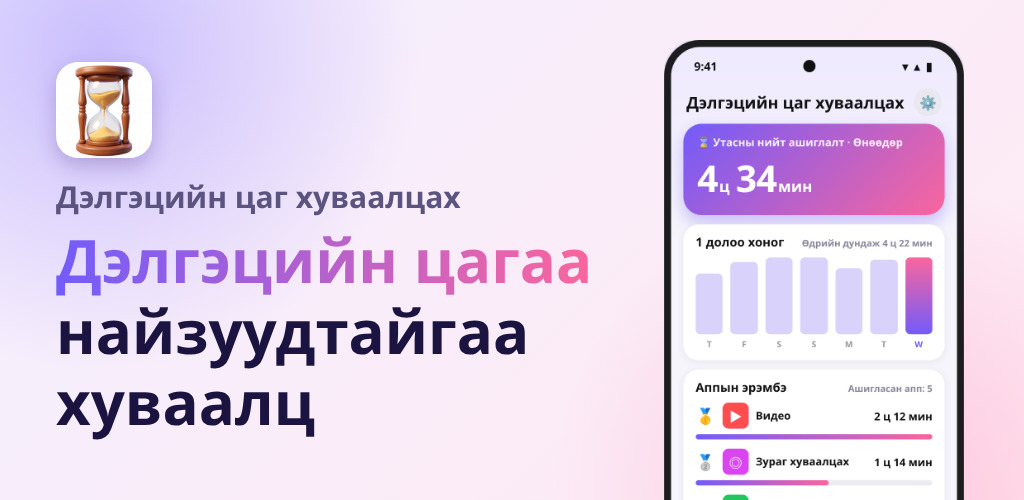 Дэлгэцийн цаг хуваалцах
Дэлгэцийн цагаа
найзуудтайгаа
хуваалц
9:41
Дэлгэцийн цаг хуваалцах
Утасны нийт ашиглалт · Өнөөдөр
4ц 34мин
1 долоо хоног Өдрийн дундаж 4 ц 22 мин
T F S S M T W
Аппын эрэмбэ Ашигласан апп: 5
1 Видео 2 ц 12 мин
2 Зураг хуваалцах 1 ц 14 мин